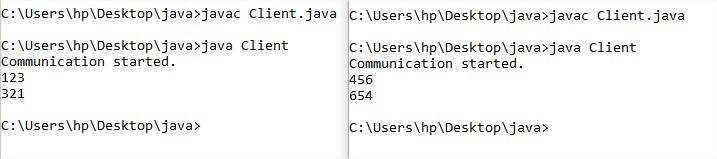 C:\Users\hp\Desktop\java>javac Client.java
C:\Users\hp\Desktop\java>java Client
Communication started.
123
321
C:\Users\hp\Desktop\java>
C:\Users\hp\Desktop\java>javac Client.java
C:\Users\hp\Desktop\java>java Client
Communication started.
456
654
C:\Users\hp\Desktop\java>